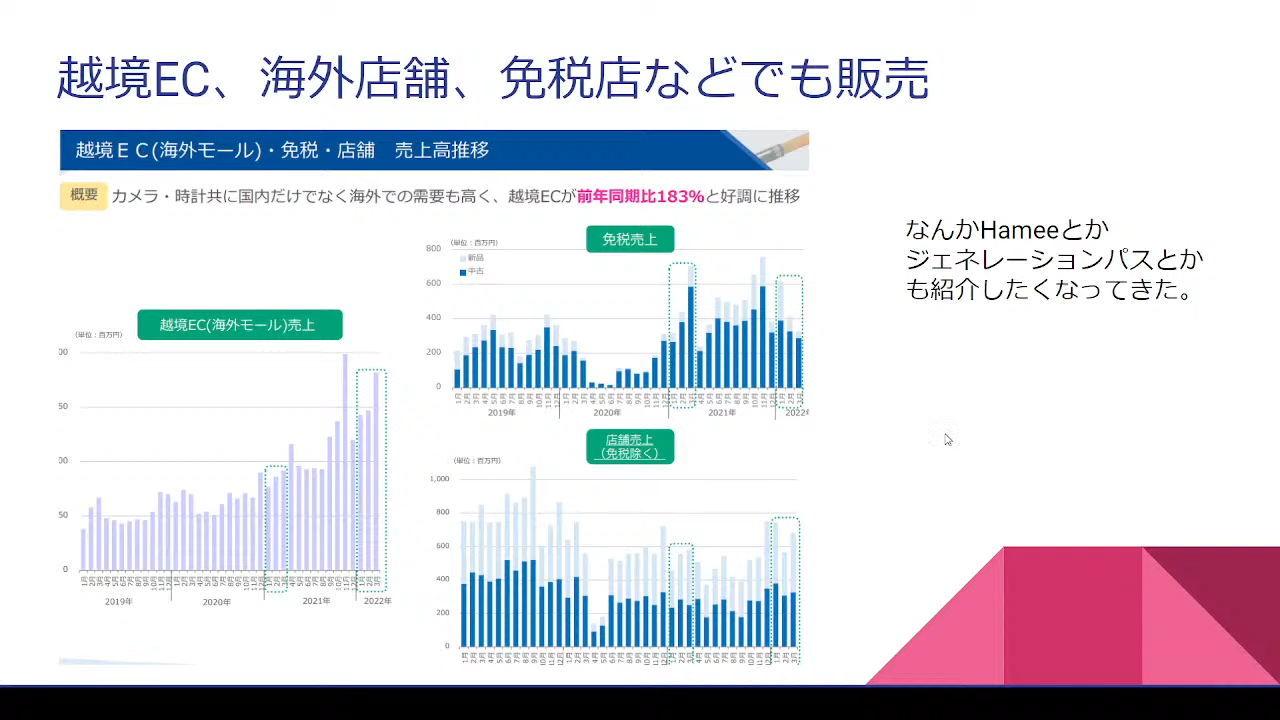 越境EC、海外店舗、免税店などでも販売
越境ＥＣ(海外モール)・免税・店舗　売上高推移
概要 カメラ・時計共に国内だけでなく海外での需要も高く、越境ECが前年同期比183%と好調に推移
なんかHameeとか
ジェネレーションパスとか
も紹介したくなってきた。
越境EC(海外モール)売上
(単位：百万円)
00
50
00
50
0
2019年 2020年 2021年 2022年
免税売上
(単位：百万円)
新品
中古
800
600
400
200
0
2019年 2020年 2021年 2022年
店舗売上
（免税除く）
(単位：百万円)
1,000
800
600
400
200
0